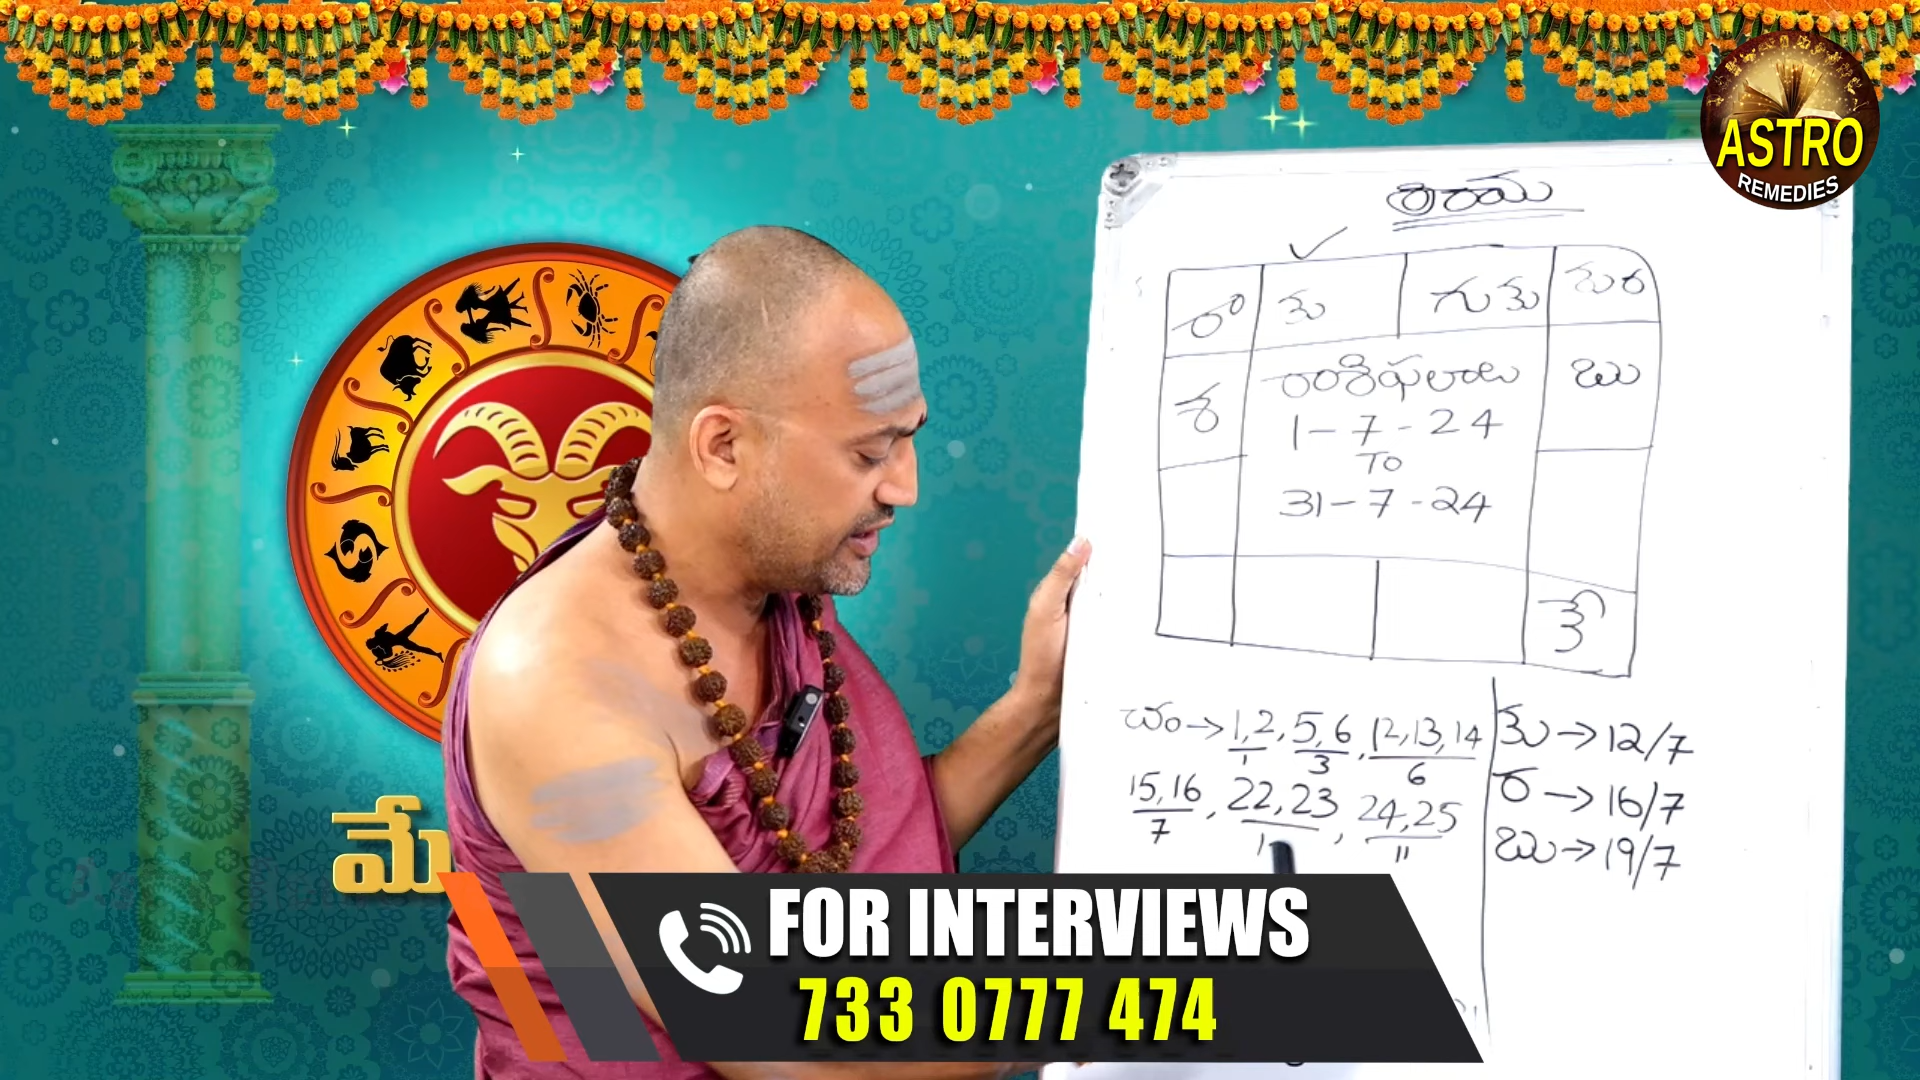 ASTRO
REMEDIES
శ్రీరామ
రా కు గు కు శు ర
రాశిఫలాలు
శ బు
1-7-24
TO
31-7-24
కే
చం→1,2, 5,6, 12,13,14
1 3 6
15,16, 22,23, 24,25
7 1 11
కు→12/7
ర→16/7
బు→19/7
మే
FOR INTERVIEWS
733 0777 474